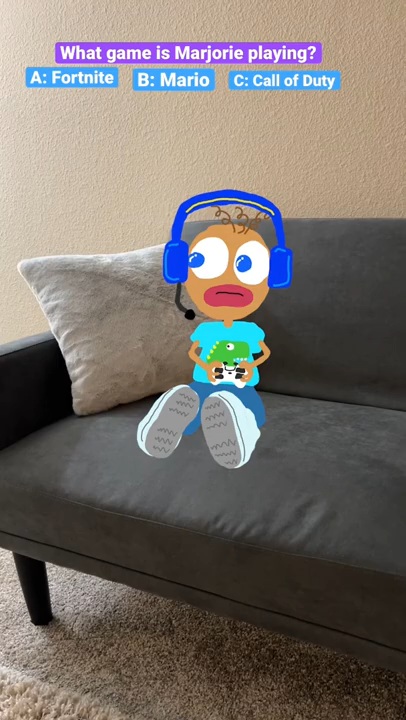 What game is Marjorie playing?
A: Fortnite
B: Mario
C: Call of Duty